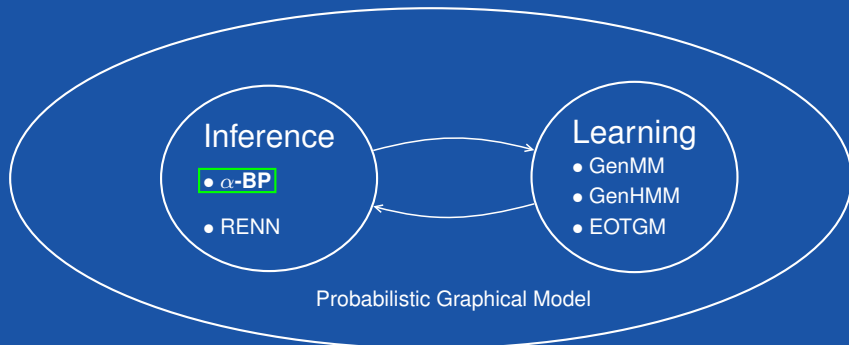 Inference
• α-BP
• RENN
Learning
• GenMM
• GenHMM
• EOTGM
Probabilistic Graphical Model